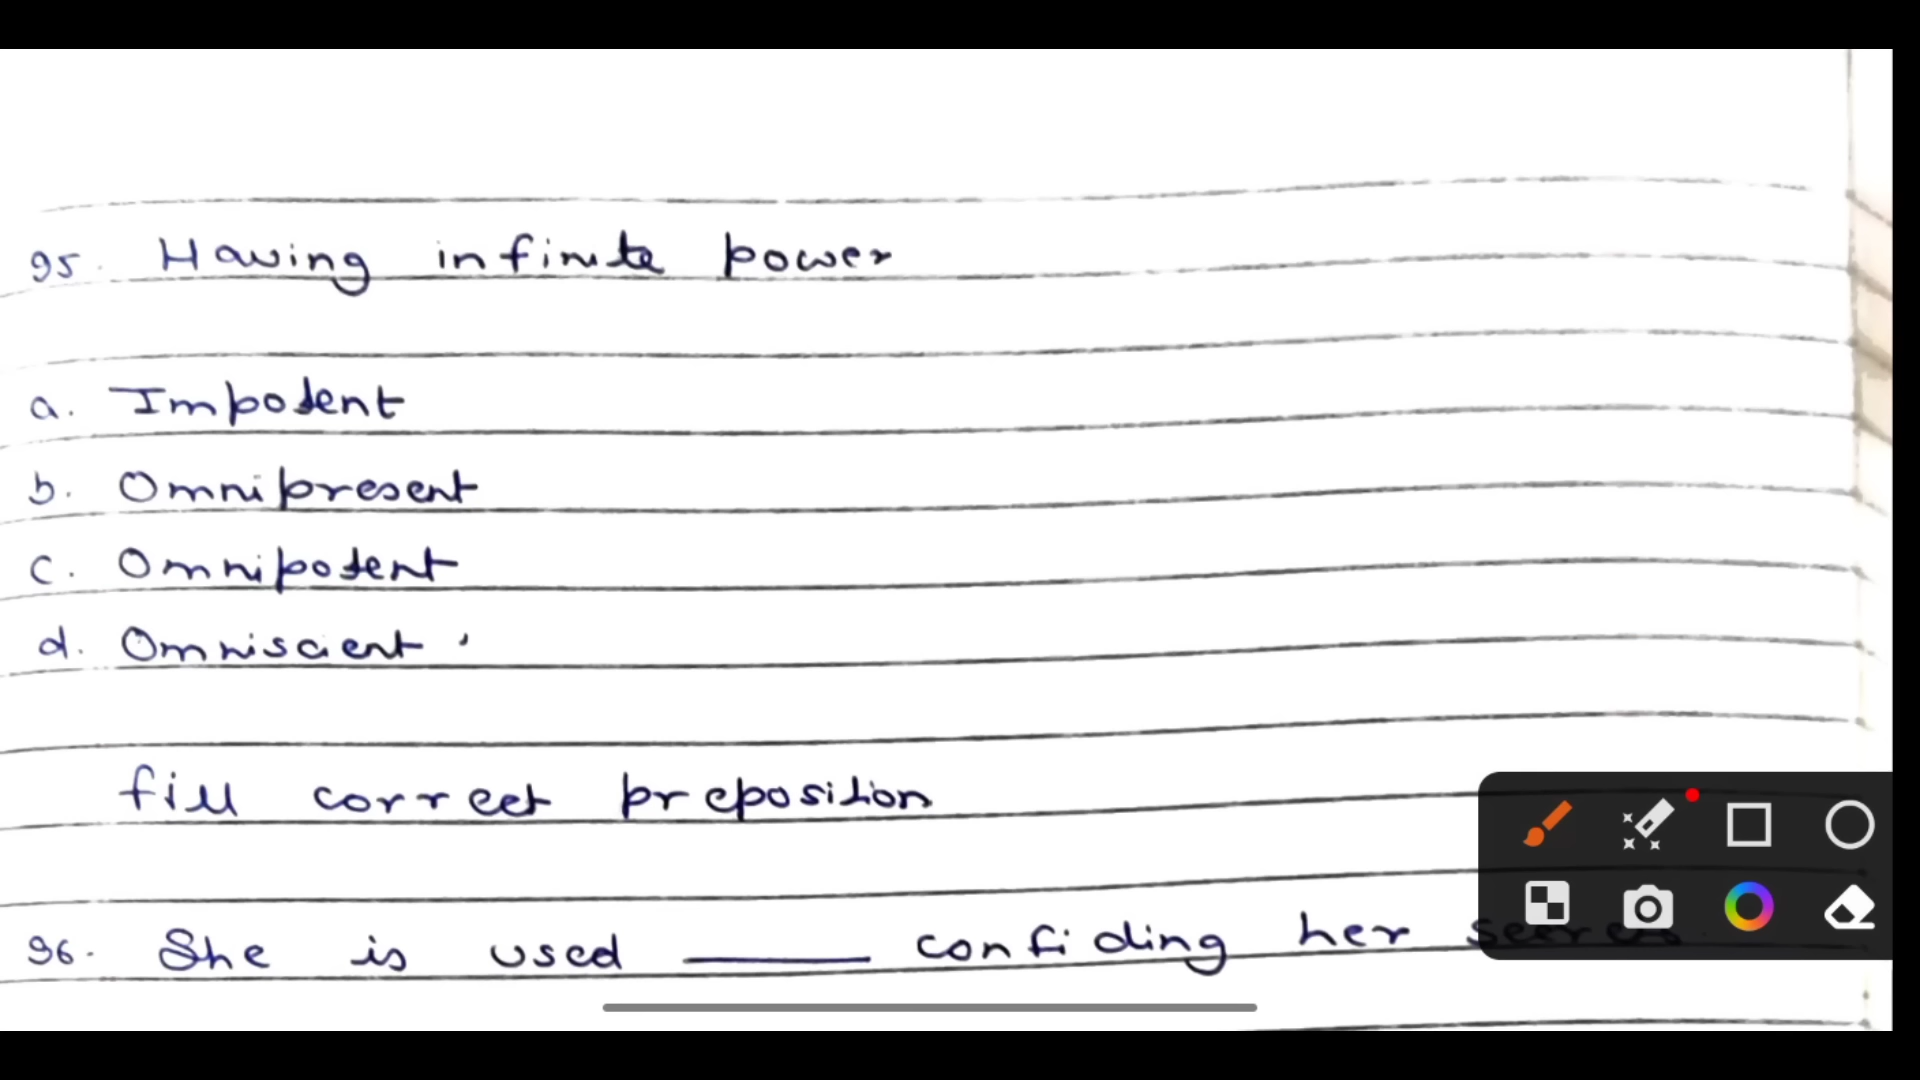 95. Having infinite power
a. Impotent
b. Omnipresent
c. Omnipotent
d. Omniscient
fill correct preposition
96. She is used ______ confiding her